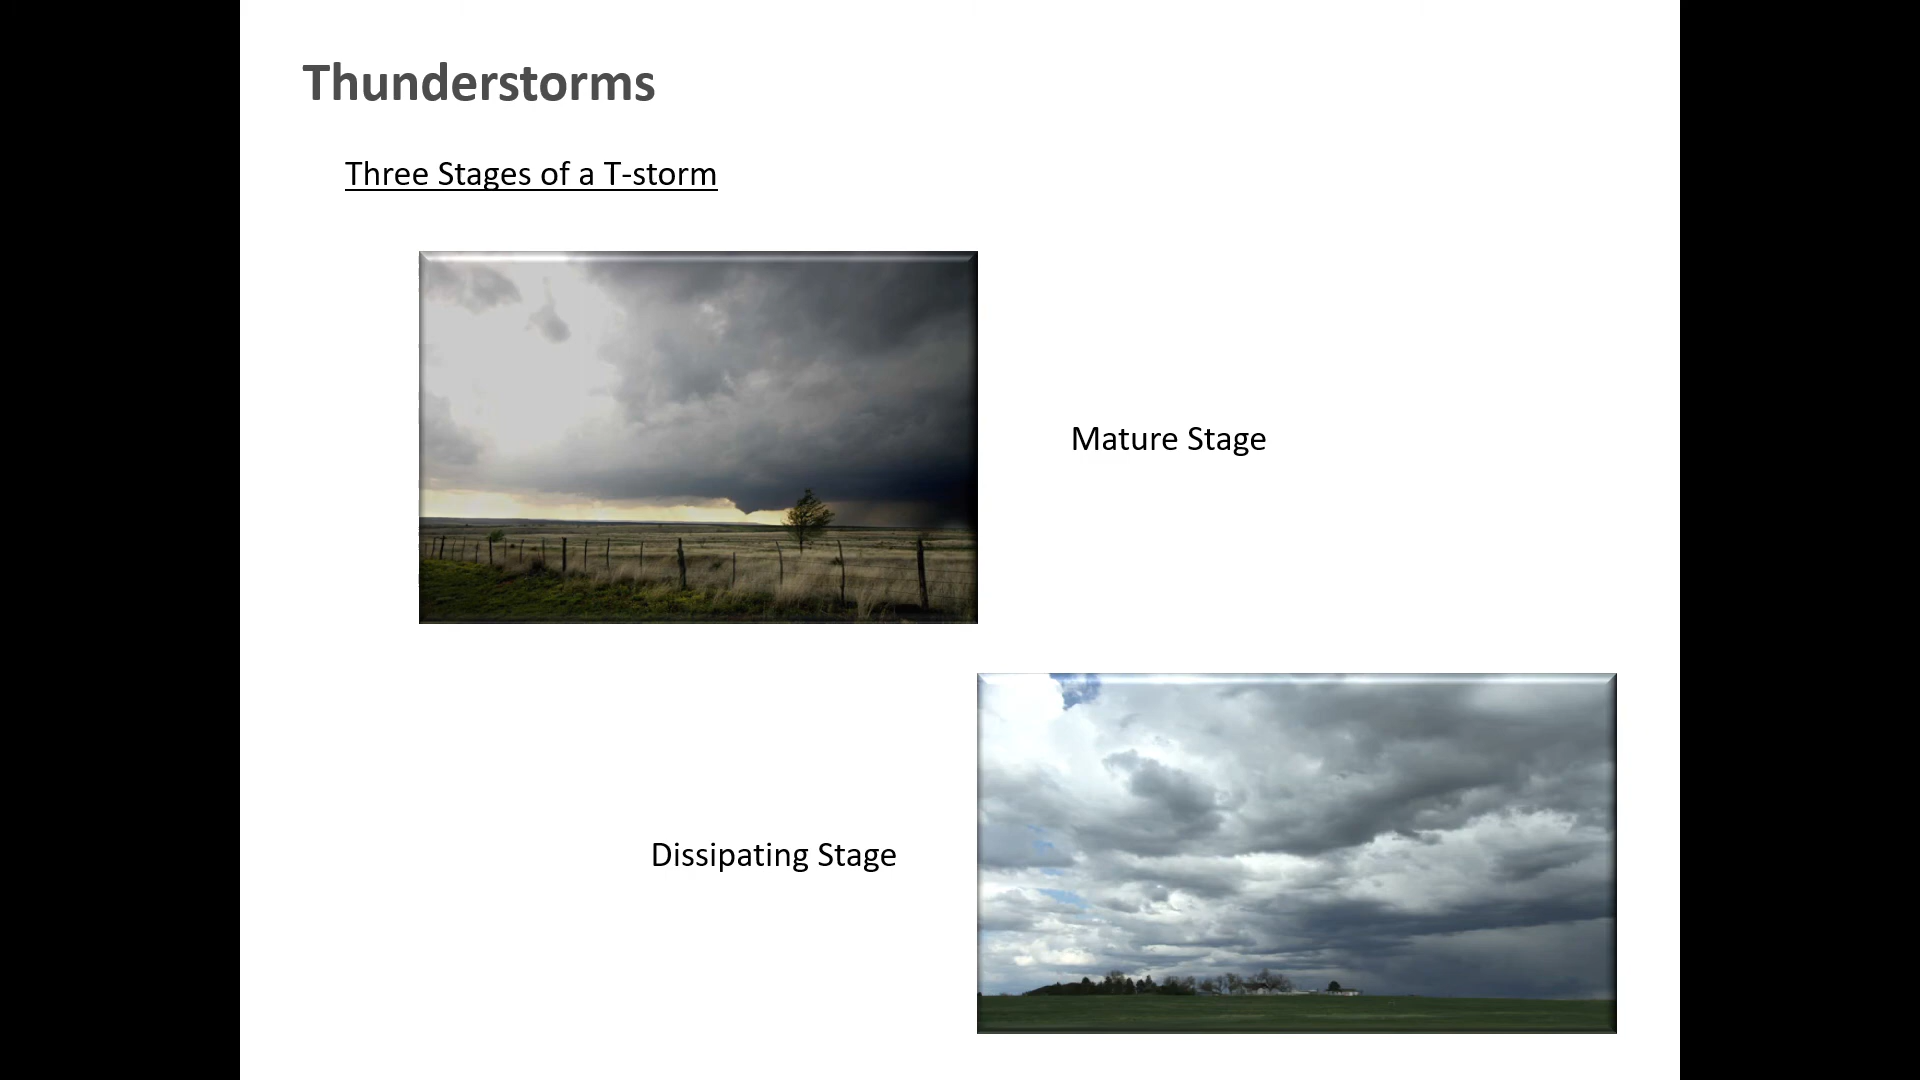 Thunderstorms
Three Stages of a T-storm
Mature Stage
Dissipating Stage